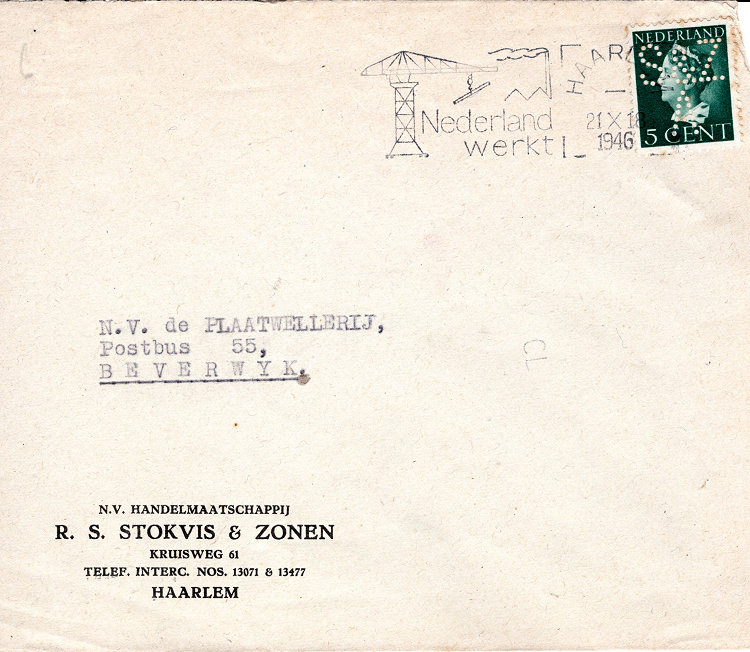 NEDERLAND
5 CENT
Nederland
werkt
21 X 18
1946
N.V. de PLAATWELLERIJ,
Postbus 55,
BEVERWYK.
CL
N.V. HANDELMAATSCHAPPIJ
R. S. STOKVIS & ZONEN
KRUISWEG 61
TELEF. INTERC. NOS. 13071 & 13477
HAARLEM